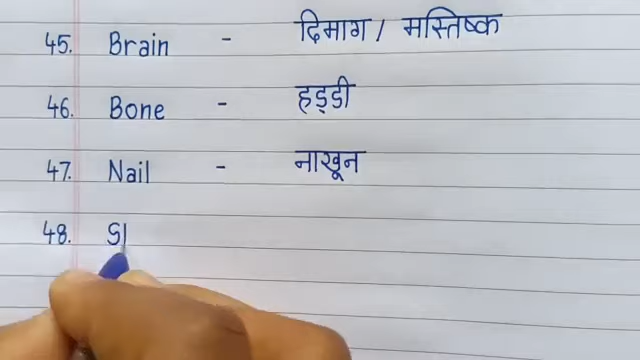 45. Brain - दिमाग / मस्तिष्क
46. Bone - हड्डी
47. Nail - नाखून
48.